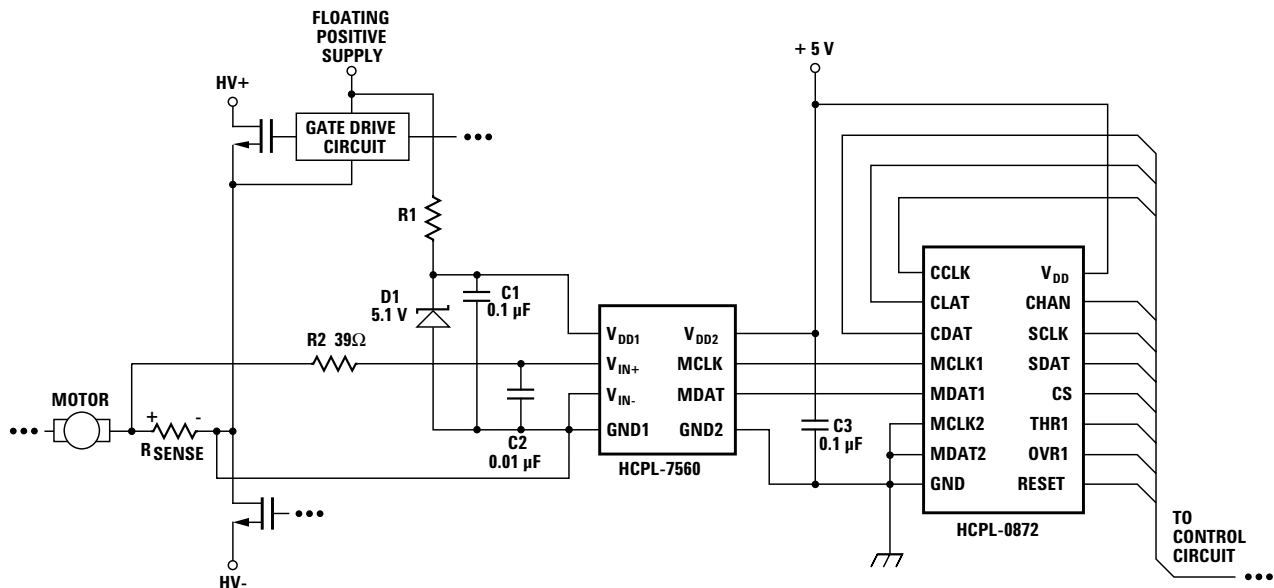 FLOATING
POSITIVE
SUPPLY
HV+
GATE DRIVE
CIRCUIT
•••
R1
D1
5.1 V
C1
0.1 µF
R2 39Ω
MOTOR
•••
+ -
RSENSE
C2
0.01 µF
•••
HV-
VDD1
VIN+
VIN-
GND1
VDD2
MCLK
MDAT
GND2
HCPL-7560
+ 5 V
C3
0.1 µF
CCLK
CLAT
CDAT
MCLK1
MDAT1
MCLK2
MDAT2
GND
VDD
CHAN
SCLK
SDAT
CS
THR1
OVR1
RESET
HCPL-0872
TO
CONTROL
CIRCUIT
•••